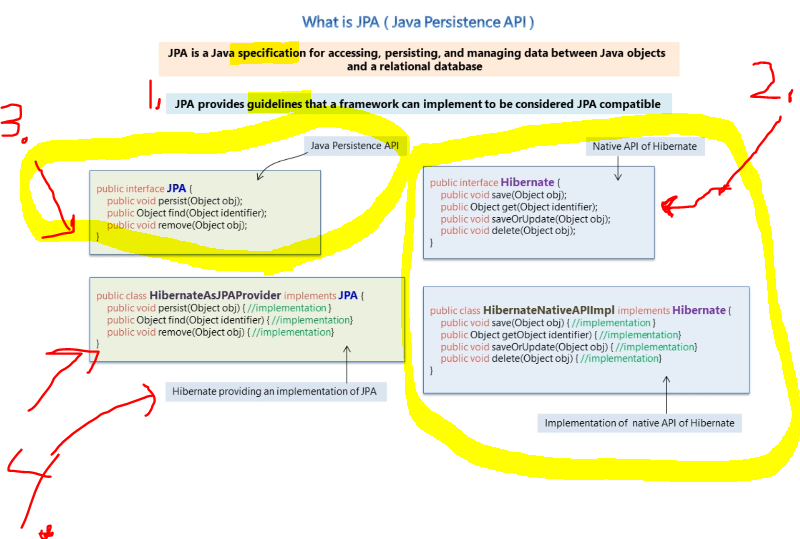 What is JPA ( Java Persistence API )
JPA is a Java specification for accessing, persisting, and managing data between Java objects
and a relational database
1,
JPA provides guidelines that a framework can implement to be considered JPA compatible
2,
3.
Java Persistence API
public interface JPA {
public void persist(Object obj);
public Object find(Object identifier);
public void remove(Object obj);
}
Native API of Hibernate
public interface Hibernate {
public void save(Object obj);
public Object get(Object identifier);
public void saveOrUpdate(Object obj);
public void delete(Object obj);
}
public class HibernateAsJPAProvider implements JPA {
public void persist(Object obj) { //implementation }
public Object find(Object identifier) { //implementation}
public void remove(Object obj) { //implementation}
}
Hibernate providing an implementation of JPA
public class HibernateNativeAPIImpl implements Hibernate {
public void save(Object obj) { //implementation }
public Object getObject identifier) { //implementation}
public void saveOrUpdate(Object obj) { //implementation}
public void delete(Object obj) { //implementation}
}
Implementation of native API of Hibernate
4